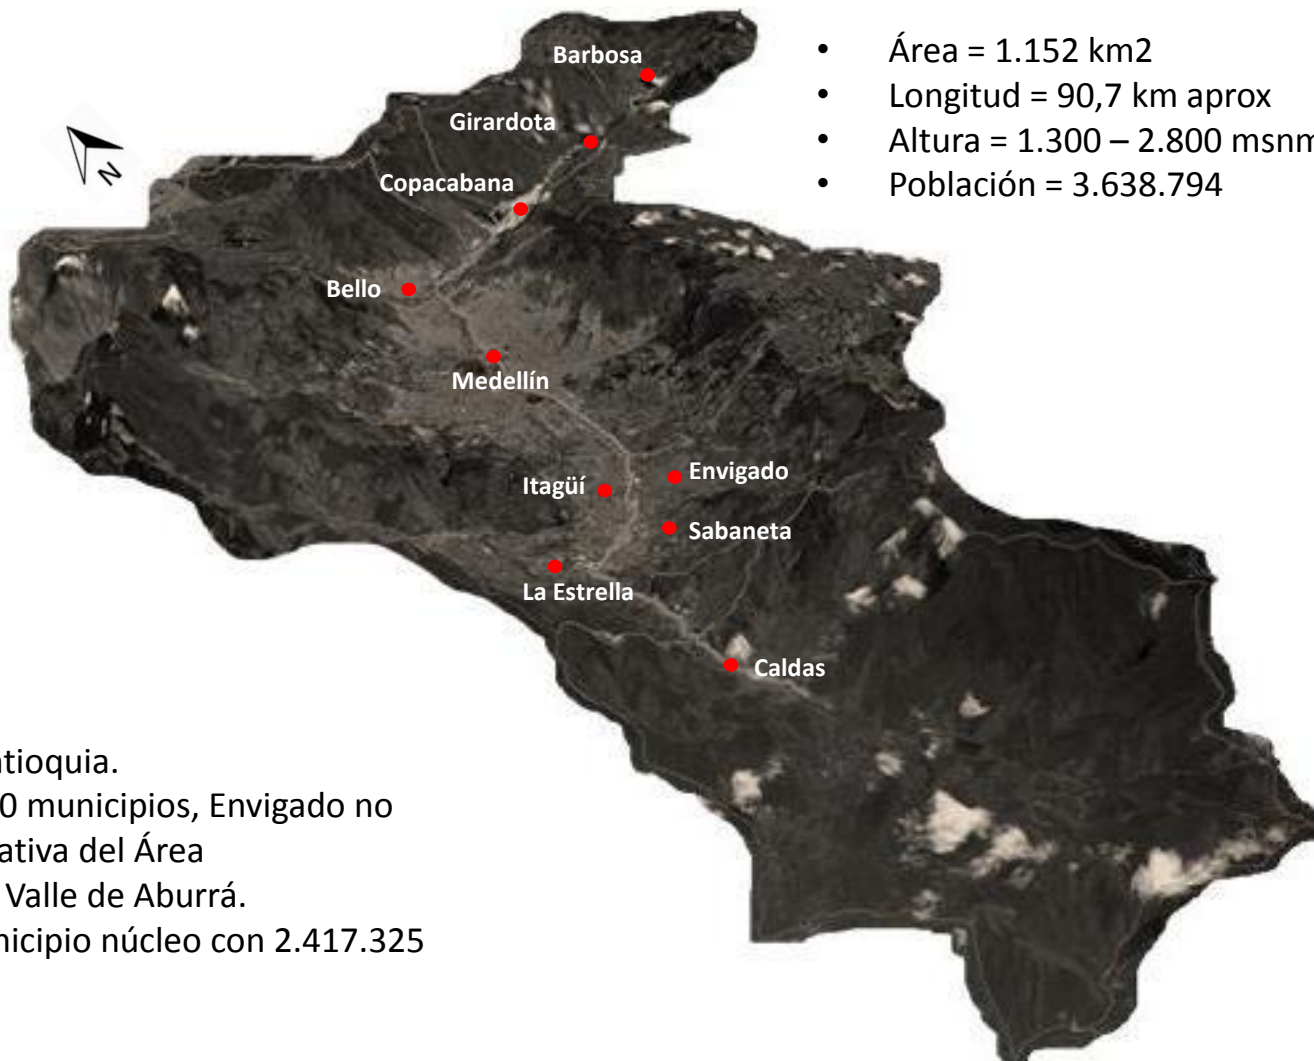 Barbosa
• Área = 1.152 km2
Girardota
• Longitud = 90,7 km aprox
• Altura = 1.300 – 2.800 msnm
Copacabana
• Población = 3.638.794
N
Bello
Medellín
Envigado
Itagüí
Sabaneta
La Estrella
Caldas
ntioquia.
0 municipios, Envigado no
ativa del Área
Valle de Aburrá.
nicipio núcleo con 2.417.325